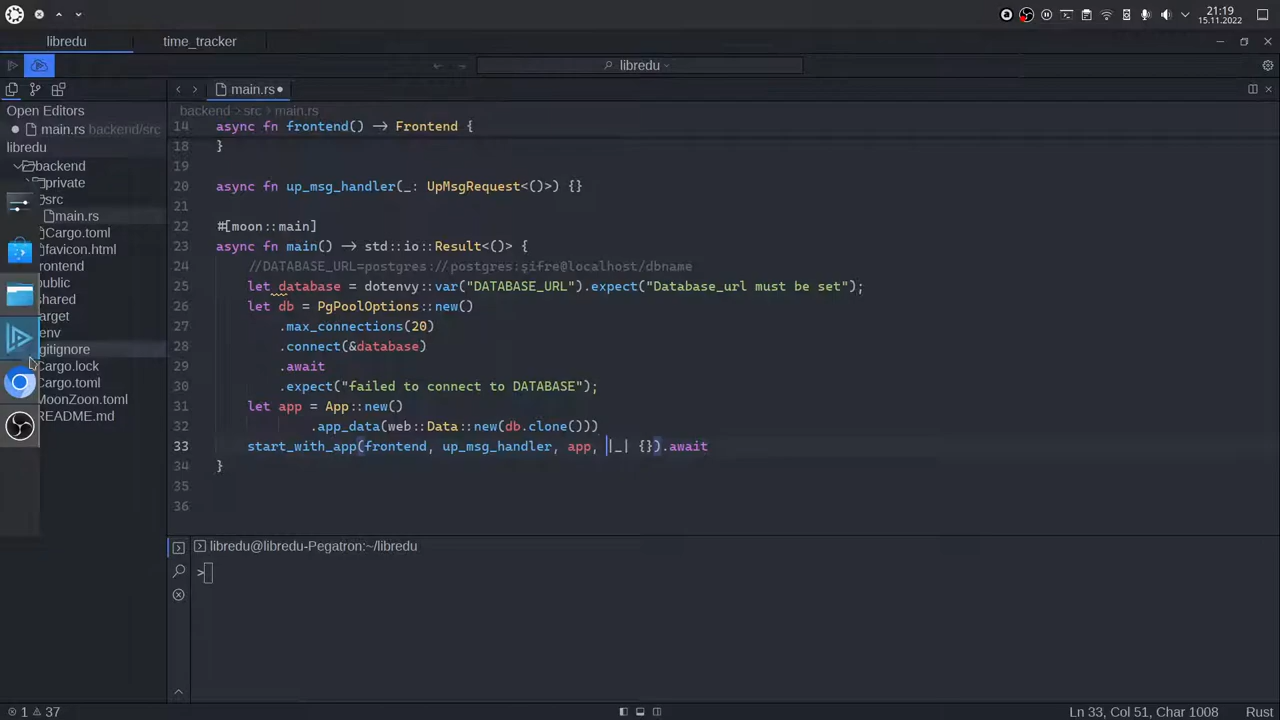 21:19
15.11.2022
libredu
time_tracker
libredu
main.rs
Open Editors
main.rs backend/src
libredu
backend
private
src
main.rs
Cargo.toml
favicon.html
rontend
public
shared
arget
env
gitignore
Cargo.lock
Cargo.toml
MoonZoon.toml
README.md
backend > src > main.rs
14 async fn frontend() -> Frontend {
18 }
19
20 async fn up_msg_handler(_: UpMsgRequest<()>) {}
21
22 #[moon::main]
23 async fn main() -> std::io::Result<()> {
24 //DATABASE_URL=postgres://postgres:şifre@localhost/dbname
25 let database = dotenvy::var("DATABASE_URL").expect("Database_url must be set");
26 let db = PgPoolOptions::new()
27 .max_connections(20)
28 .connect(&database)
29 .await
30 .expect("failed to connect to DATABASE");
31 let app = App::new()
32 .app_data(web::Data::new(db.clone()))
33 start_with_app(frontend, up_msg_handler, app, |_| {}).await
34 }
35
36
libredu@libredu-Pegatron:~/libredu
>
1 37
Ln 33, Col 51, Char 1008 Rust